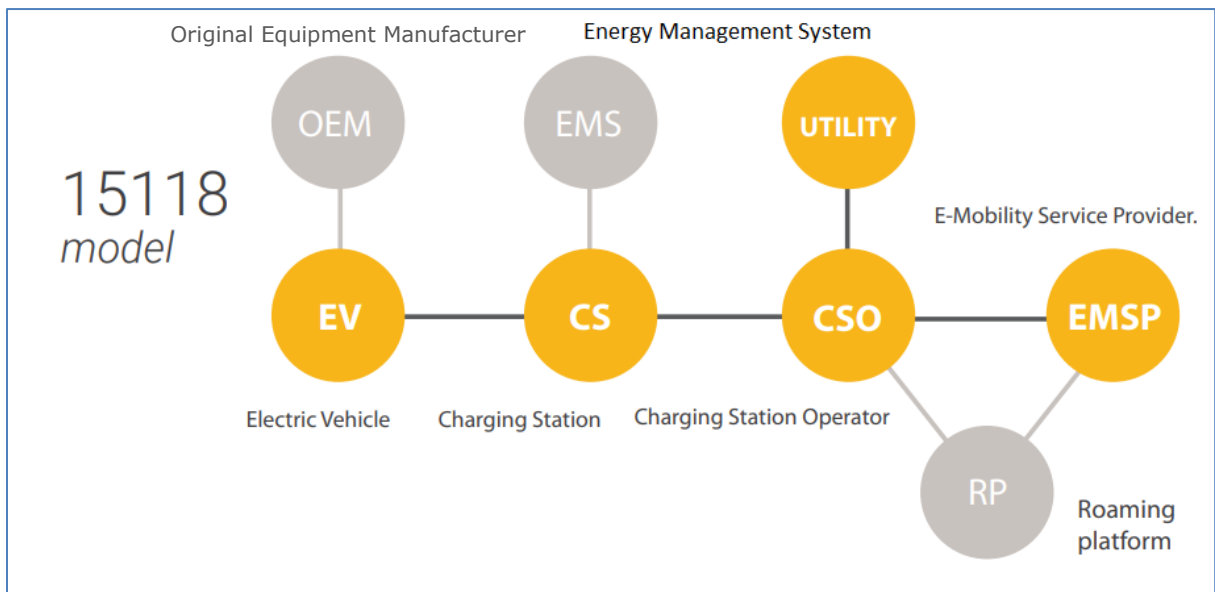 Original Equipment Manufacturer
Energy Management System
OEM
EMS
UTILITY
15118
model
E-Mobility Service Provider.
EV
CS
CSO
EMSP
Electric Vehicle
Charging Station
Charging Station Operator
RP
Roaming
platform